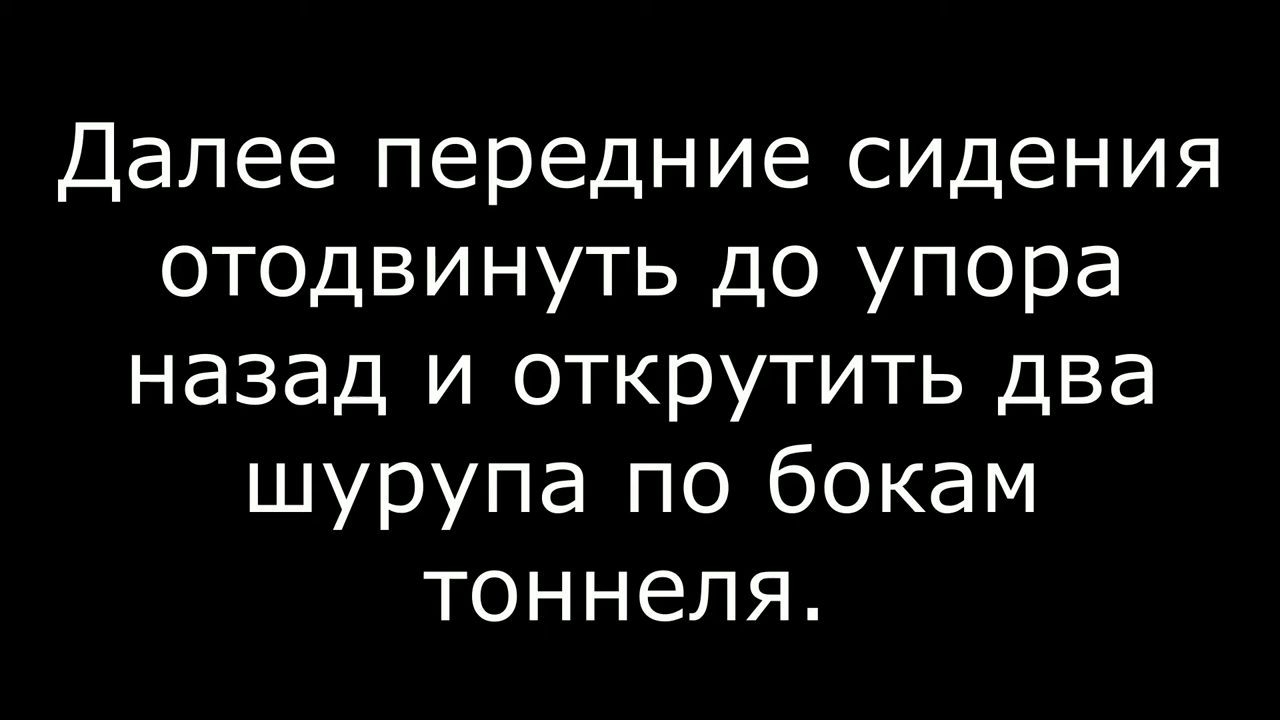 Далее передние сидения
отодвинуть до упора
назад и открутить два
шурупа по бокам
тоннеля.